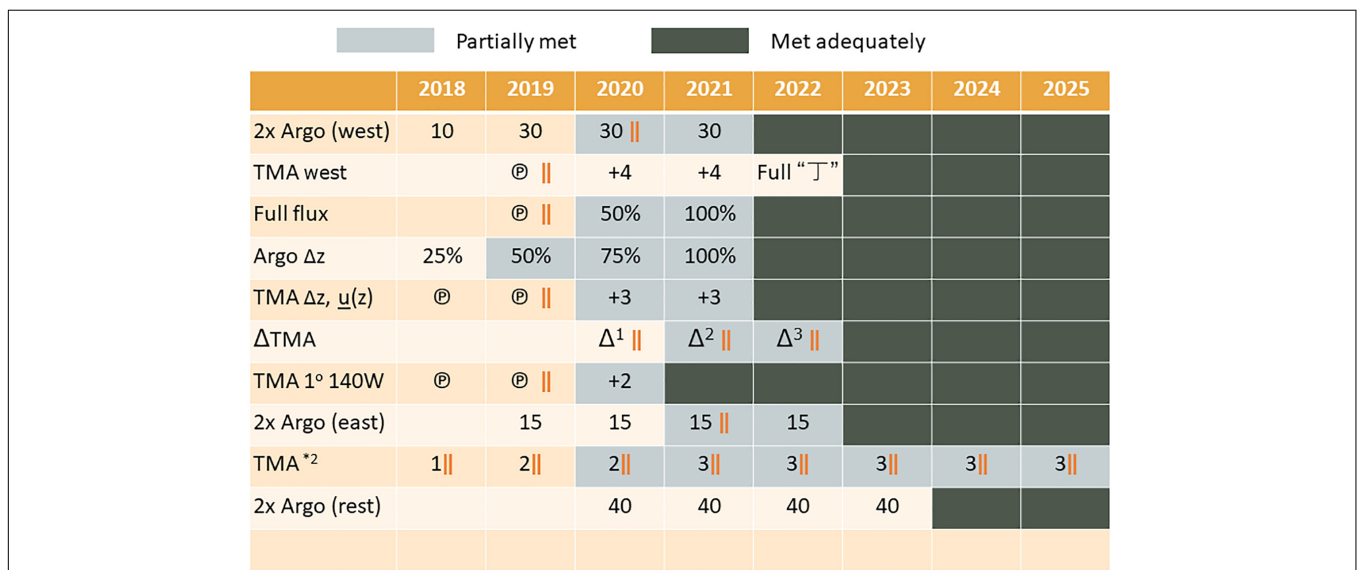 Partially met Met adequately
2018 2019 2020 2021 2022 2023 2024 2025
2x Argo (west) 10 30 30 || 30
TMA west ℗ || +4 +4 Full “丁”
Full flux ℗ || 50% 100%
Argo Δz 25% 50% 75% 100%
TMA Δz, u(z) ℗ ℗ || +3 +3
ΔTMA Δ¹ || Δ² || Δ³ ||
TMA 1º 140W ℗ ℗ || +2
2x Argo (east) 15 15 15 || 15
TMA *2 1|| 2|| 2|| 3|| 3|| 3|| 3|| 3||
2x Argo (rest) 40 40 40 40